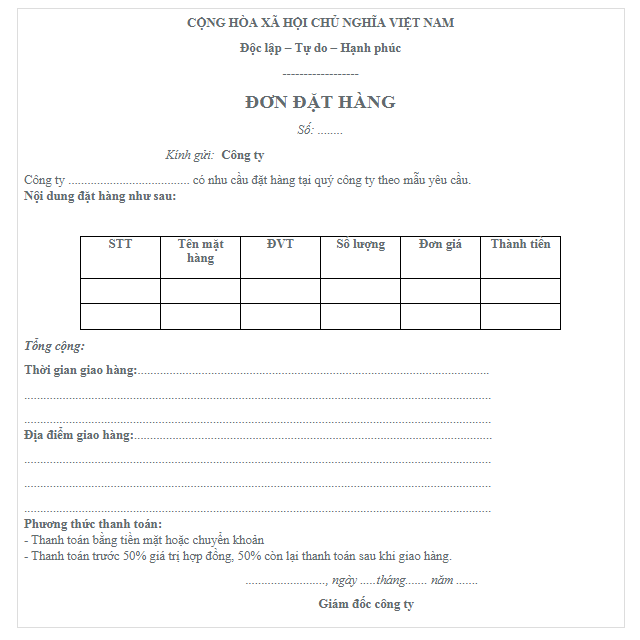 CỘNG HÒA XÃ HỘI CHỦ NGHĨA VIỆT NAM
Độc lập – Tự do – Hạnh phúc
------------------
ĐƠN ĐẶT HÀNG
Số: ........
Kính gửi: Công ty
Công ty ...................................... có nhu cầu đặt hàng tại quý công ty theo mẫu yêu cầu.
Nội dung đặt hàng như sau:
STT Tên mặt hàng ĐVT Số lượng Đơn giá Thành tiền
Tổng cộng:
Thời gian giao hàng:..............................................................................................................
..................................................................................................................................................
..................................................................................................................................................
Địa điểm giao hàng:................................................................................................................
..................................................................................................................................................
..................................................................................................................................................
..................................................................................................................................................
Phương thức thanh toán:
- Thanh toán bằng tiền mặt hoặc chuyển khoản
- Thanh toán trước 50% giá trị hợp đồng, 50% còn lại thanh toán sau khi giao hàng.
........................., ngày .....tháng....... năm .......
Giám đốc công ty